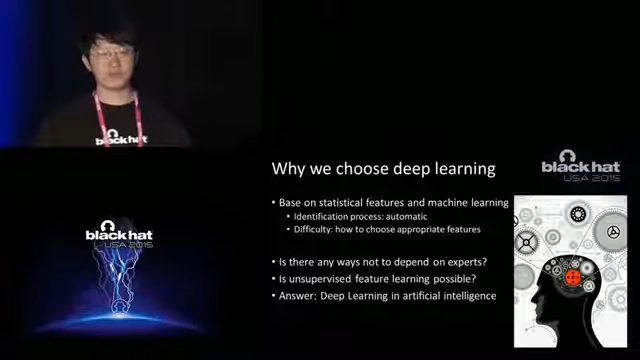 black hat
Why we choose deep learning
black hat
USA 2015
• Base on statistical features and machine learning
• Identification process: automatic
• Difficulty: how to choose appropriate features
• Is there any ways not to depend on experts?
• Is unsupervised feature learning possible?
• Answer: Deep Learning in artificial intelligence
black hat
USA 2015